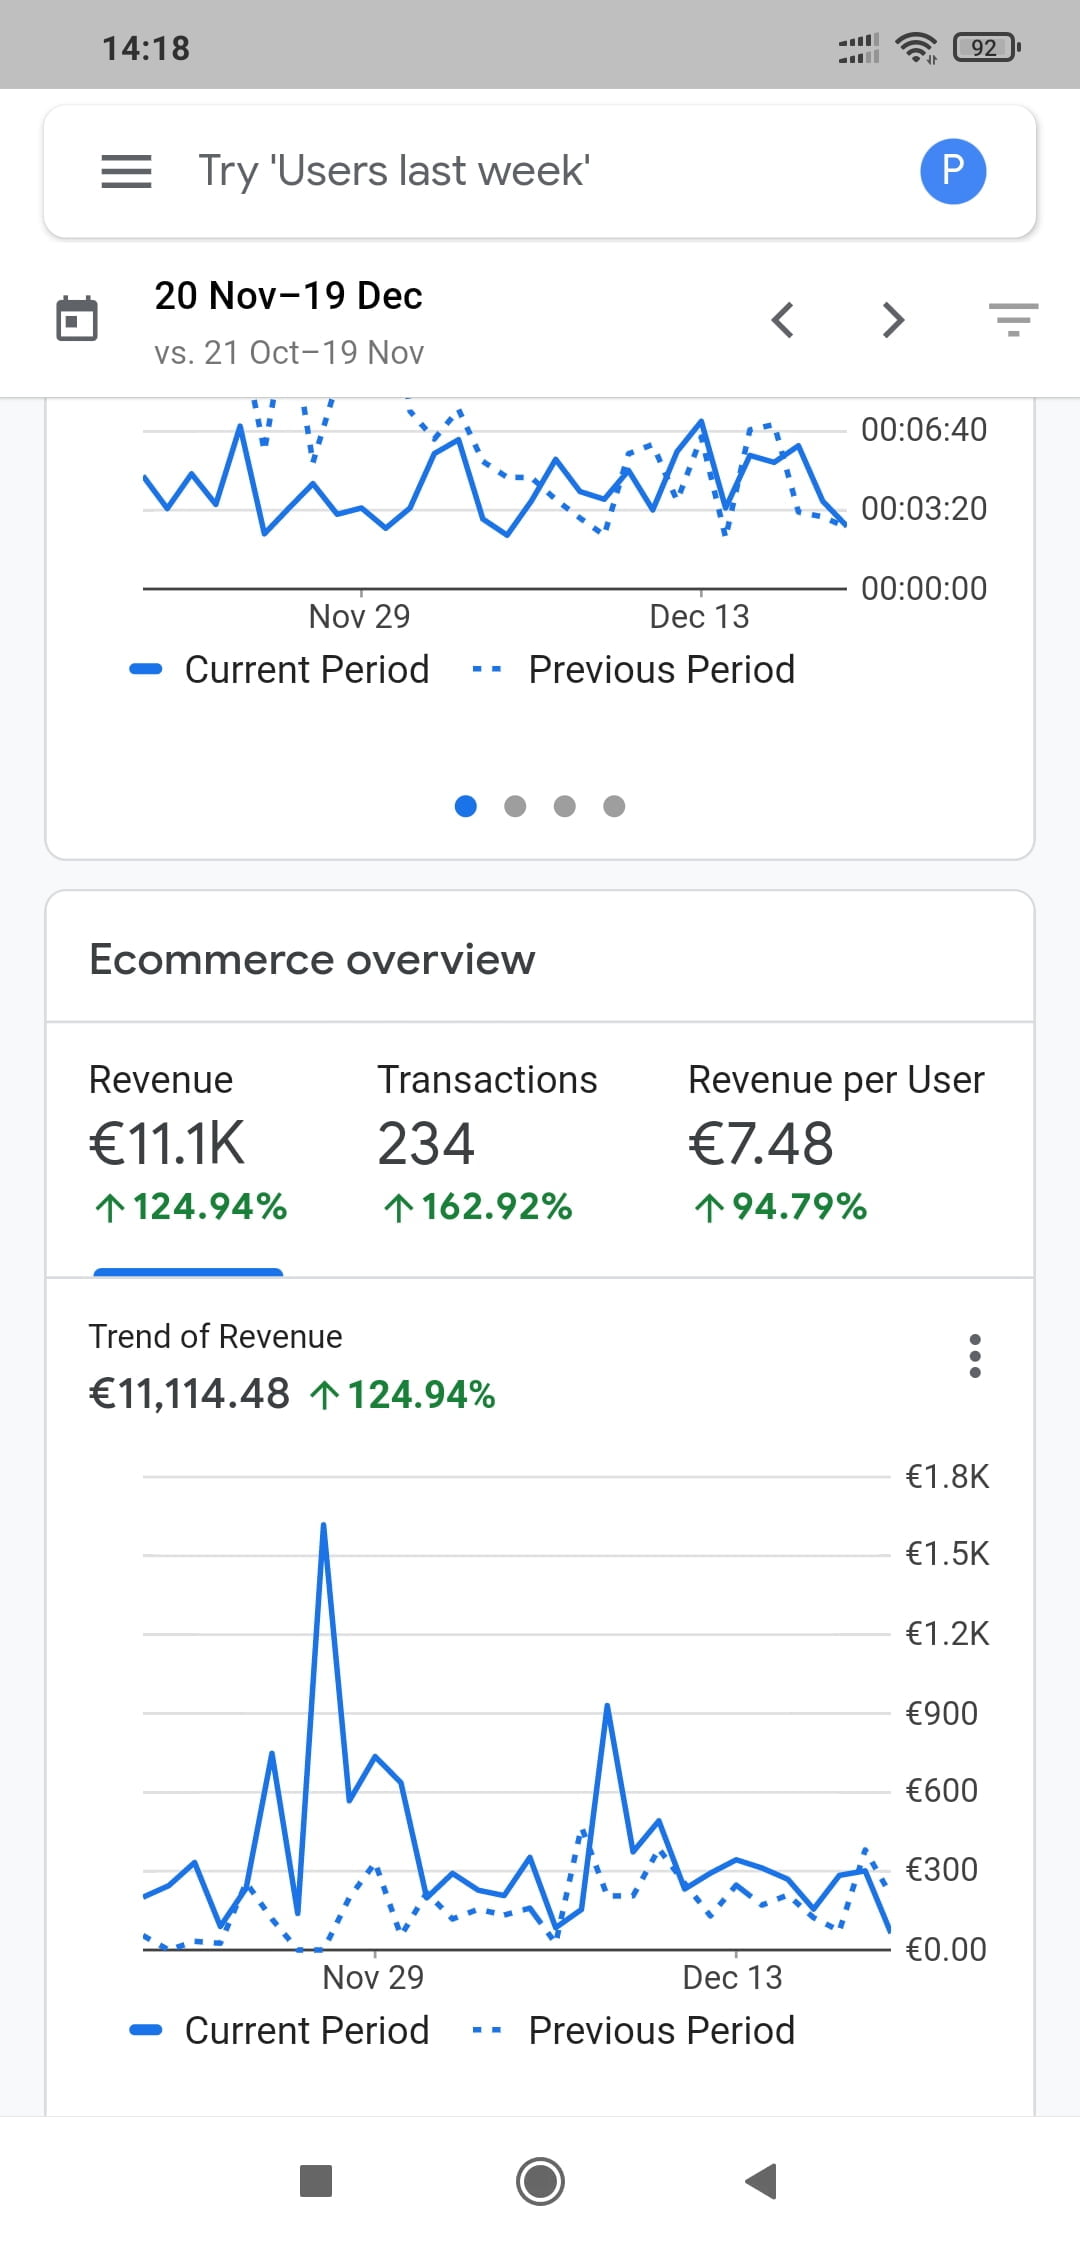 14:18
92
Try 'Users last week'
P
20 Nov–19 Dec
vs. 21 Oct–19 Nov
00:06:40
00:03:20
00:00:00
Nov 29 Dec 13
Current Period Previous Period
Ecommerce overview
Revenue Transactions Revenue per User
€11.1K 234 €7.48
↑124.94% ↑162.92% ↑94.79%
Trend of Revenue
€11,114.48 ↑124.94%
€1.8K
€1.5K
€1.2K
€900
€600
€300
€0.00
Nov 29 Dec 13
Current Period Previous Period